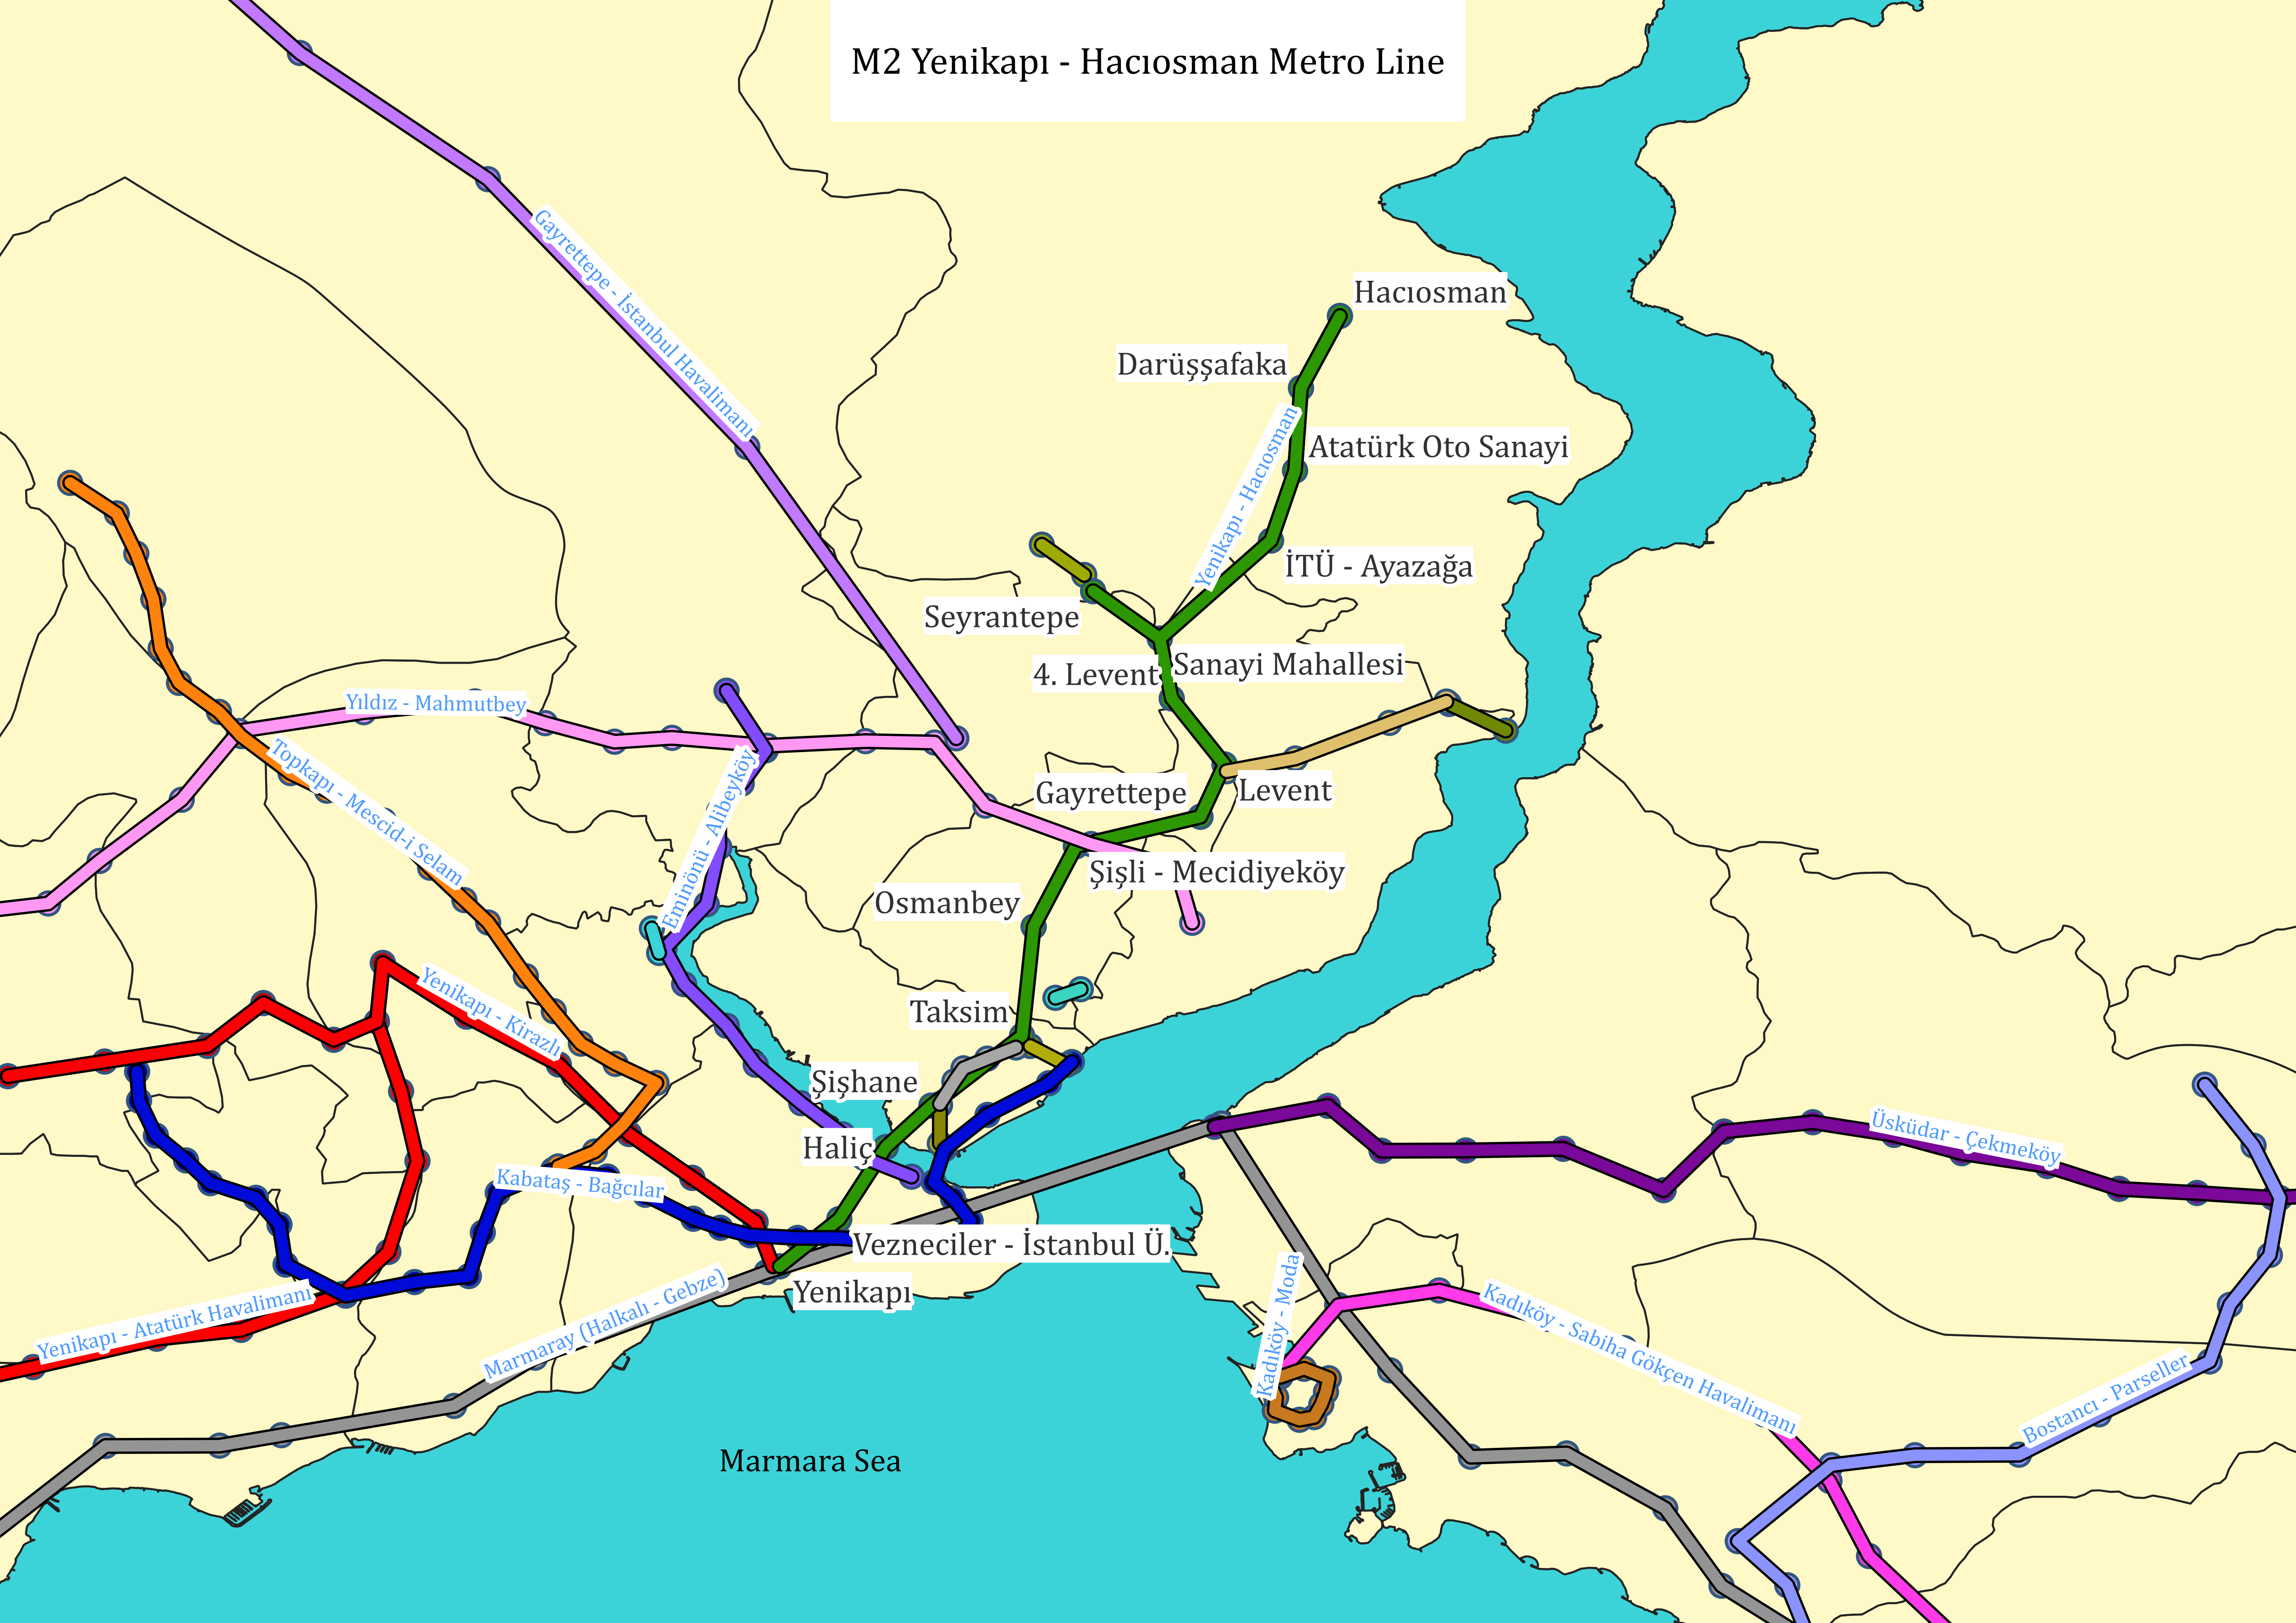 M2 Yenikapı - Hacıosman Metro Line
Gayrettepe - İstanbul Havalimanı
Hacıosman
Darüşşafaka
Yenikapı - Hacıosman
Atatürk Oto Sanayi
İTÜ - Ayazağa
Seyrantepe
Sanayi Mahallesi
4. Levent
Yıldız - Mahmutbey
Topkapı - Mescid-i Selam
Eminönü - Alibeyköy
Gayrettepe
Levent
Şişli - Mecidiyeköy
Osmanbey
Yenikapı - Kirazlı
Taksim
Şişhane
Haliç
Üsküdar - Çekmeköy
Kabataş - Bağcılar
Vezneciler - İstanbul Ü.
Yenikapı
Yenikapı - Atatürk Havalimanı
Marmaray (Halkalı - Gebze)
Kadıköy - Moda
Kadıköy - Sabiha Gökçen Havalimanı
Bostancı - Parseller
Marmara Sea